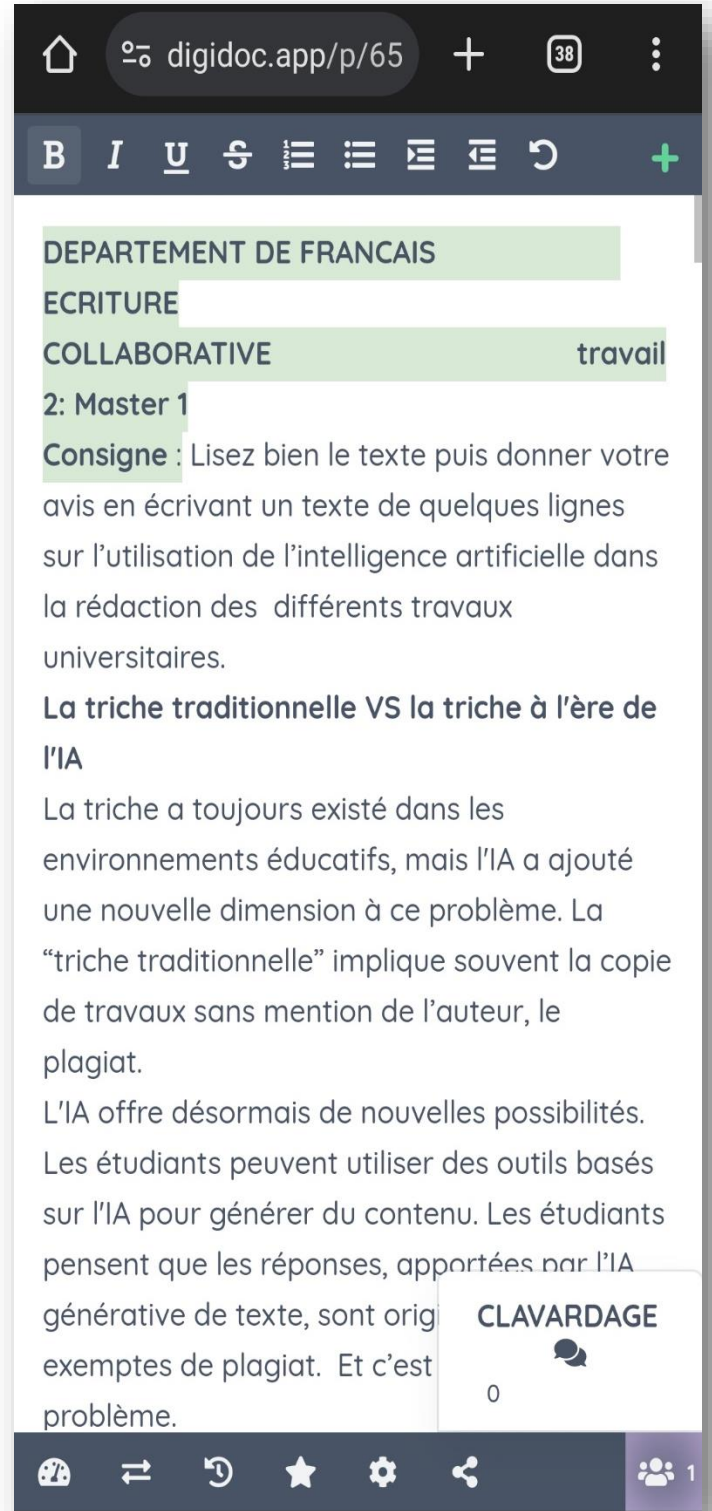 digidoc.app/p/65
38
B I U S
DEPARTEMENT DE FRANCAIS
ECRITURE
COLLABORATIVE travail
2: Master 1
Consigne : Lisez bien le texte puis donner votre
avis en écrivant un texte de quelques lignes
sur l’utilisation de l’intelligence artificielle dans
la rédaction des différents travaux
universitaires.
La triche traditionnelle VS la triche à l'ère de
l'IA
La triche a toujours existé dans les
environnements éducatifs, mais l'IA a ajouté
une nouvelle dimension à ce problème. La
“triche traditionnelle” implique souvent la copie
de travaux sans mention de l’auteur, le
plagiat.
L'IA offre désormais de nouvelles possibilités.
Les étudiants peuvent utiliser des outils basés
sur l'IA pour générer du contenu. Les étudiants
pensent que les réponses, apportées par l’IA
générative de texte, sont
exemptes de plagiat. Et c’est
problème.
CLAVARDAGE
0
1